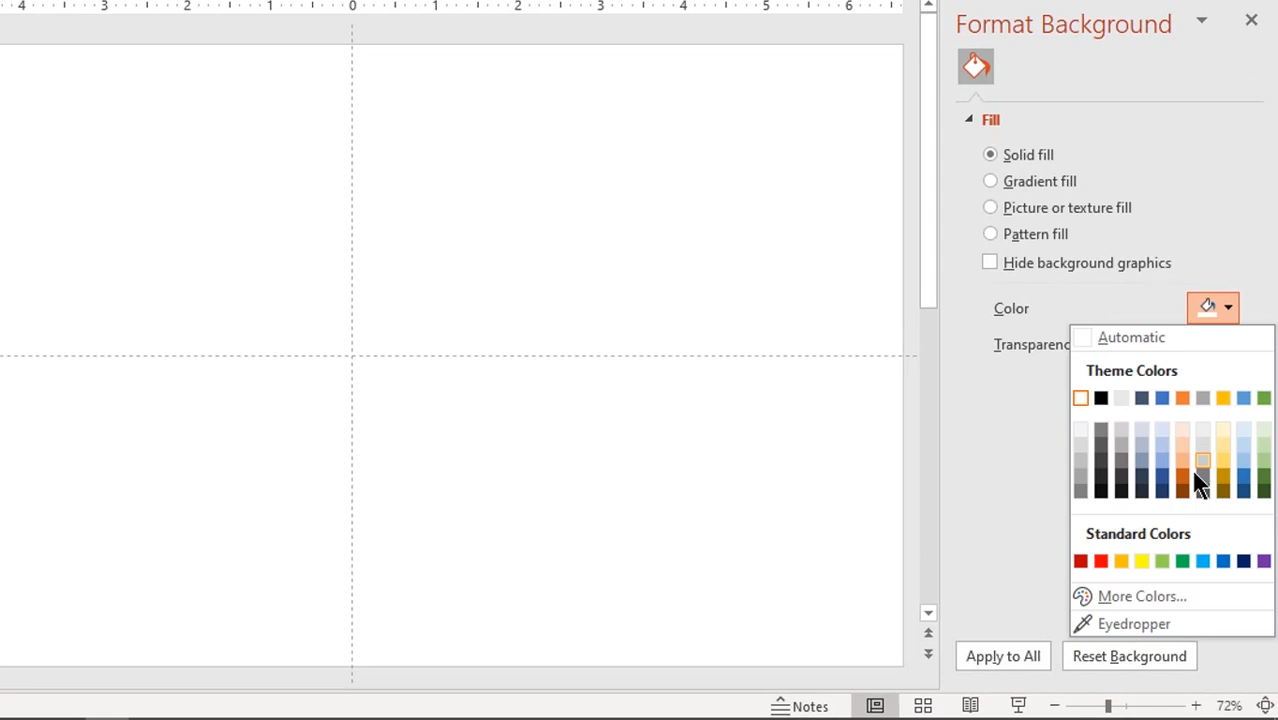 4 3 2 1 0 1 2 3 4 5 6
Format Background
Fill
Solid fill
Gradient fill
Picture or texture fill
Pattern fill
Hide background graphics
Color
Automatic
Transparenc
Theme Colors
Standard Colors
More Colors...
Eyedropper
Apply to All
Reset Background
Notes
72%